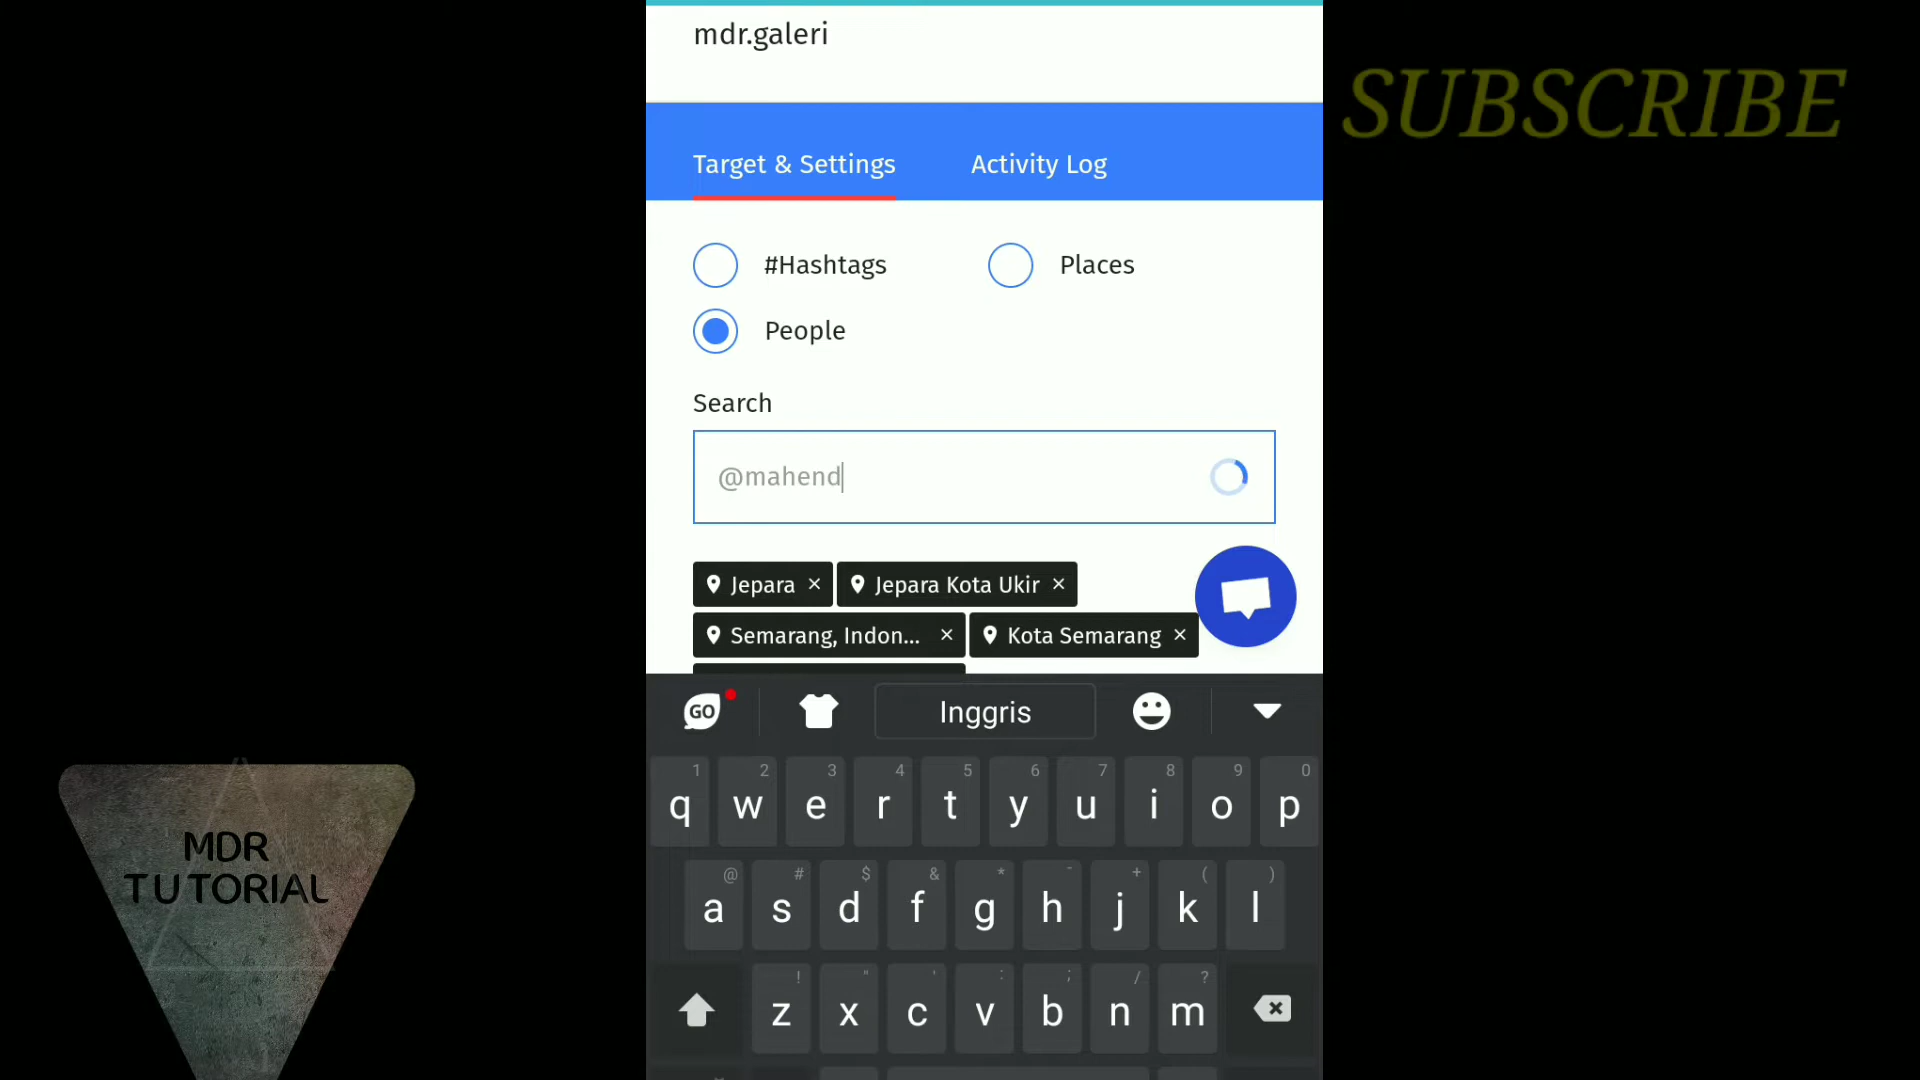 mdr.galeri
SUBSCRIBE
Target & Settings Activity Log
#Hashtags Places
People
Search
@mahend
Jepara × Jepara Kota Ukir ×
Semarang, Indon... × Kota Semarang ×
GO Inggris
1 2 3 4 5 6 7 8 9 0
q w e r t y u i o p
@ # $ & * - + ( )
a s d f g h j k l
! " ' : ; / ?
z x c v b n m
MDR
TUTORIAL